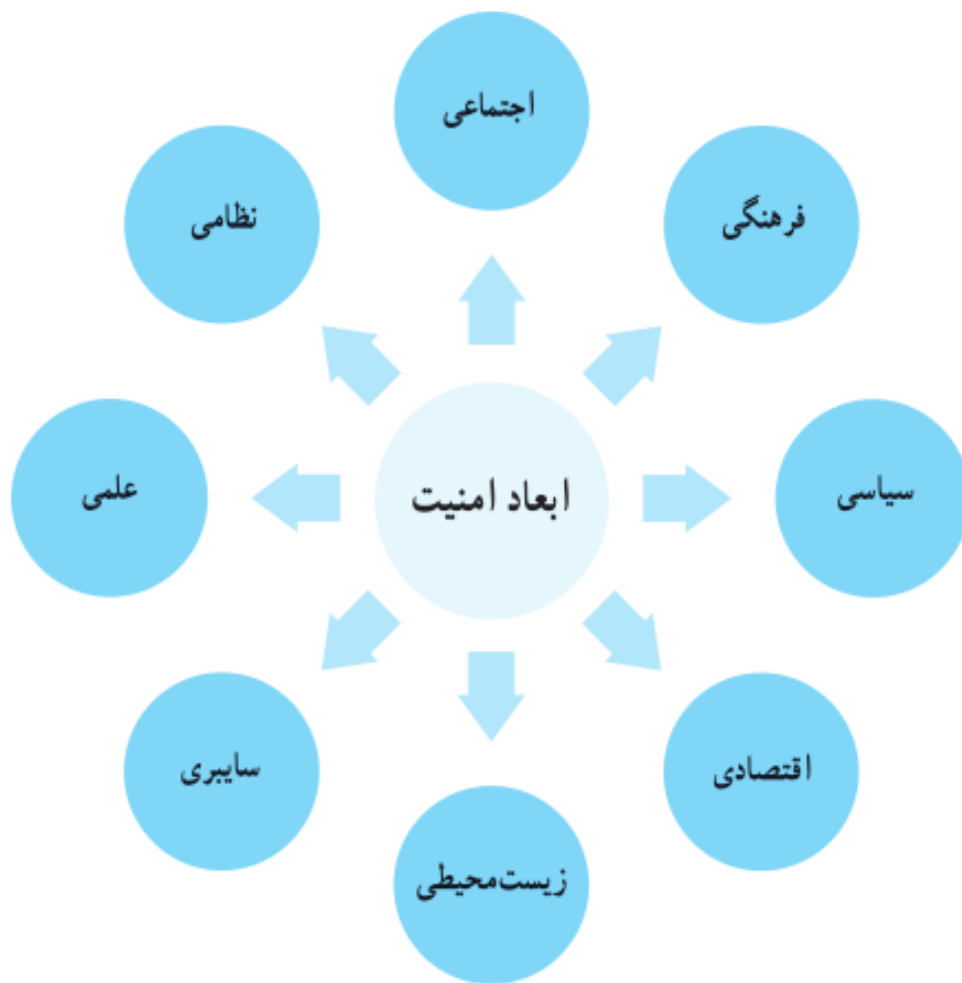 اجتماعی
فرهنگی
نظامی
سیاسی
ابعاد امنیت
علمی
اقتصادی
سایبری
زیست‌محیطی